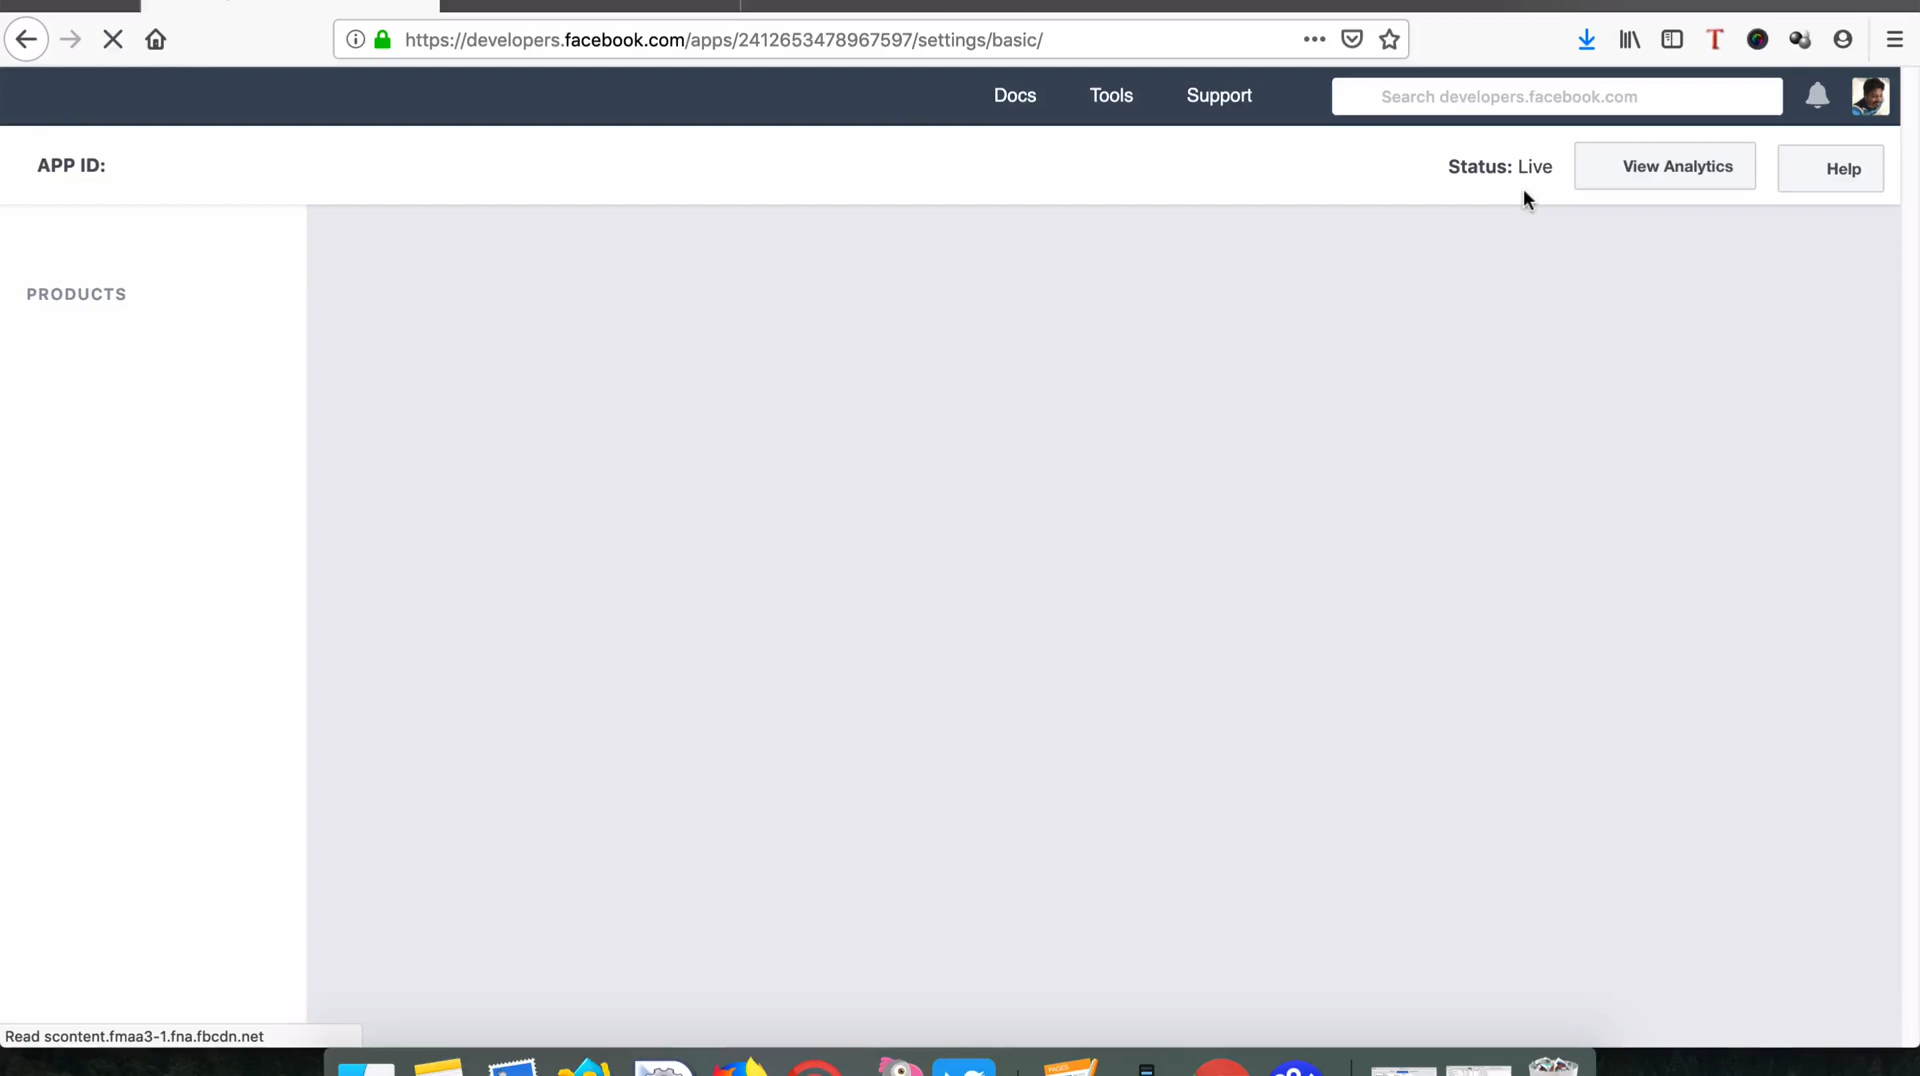 https://developers.facebook.com/apps/2412653478967597/settings/basic/
T
Docs Tools Support Search developers.facebook.com
APP ID: Status: Live View Analytics Help
PRODUCTS
Read scontent.fmaa3-1.fna.fbcdn.net
PAGES